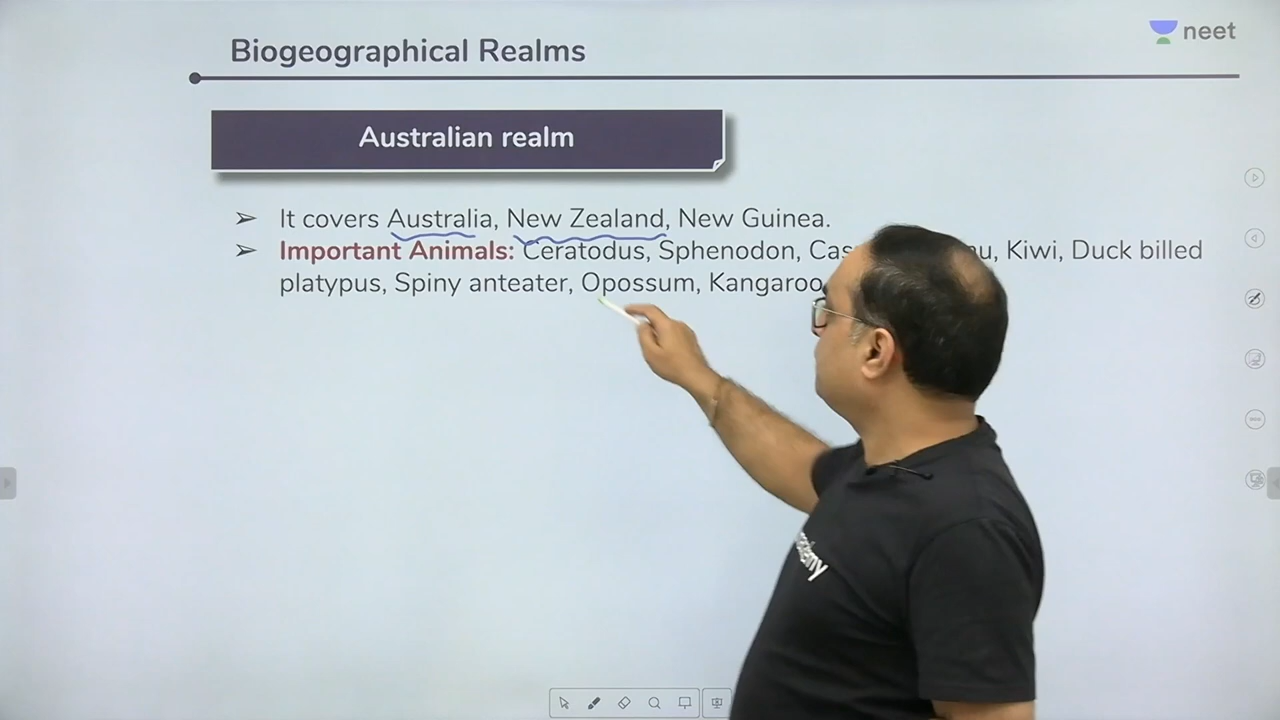 Biogeographical Realms
neet
Australian realm
➢ It covers Australia, New Zealand, New Guinea.
➢ Important Animals: Ceratodus, Sphenodon, Kiwi, Duck billed
platypus, Spiny anteater, Opossum, Kangaroo